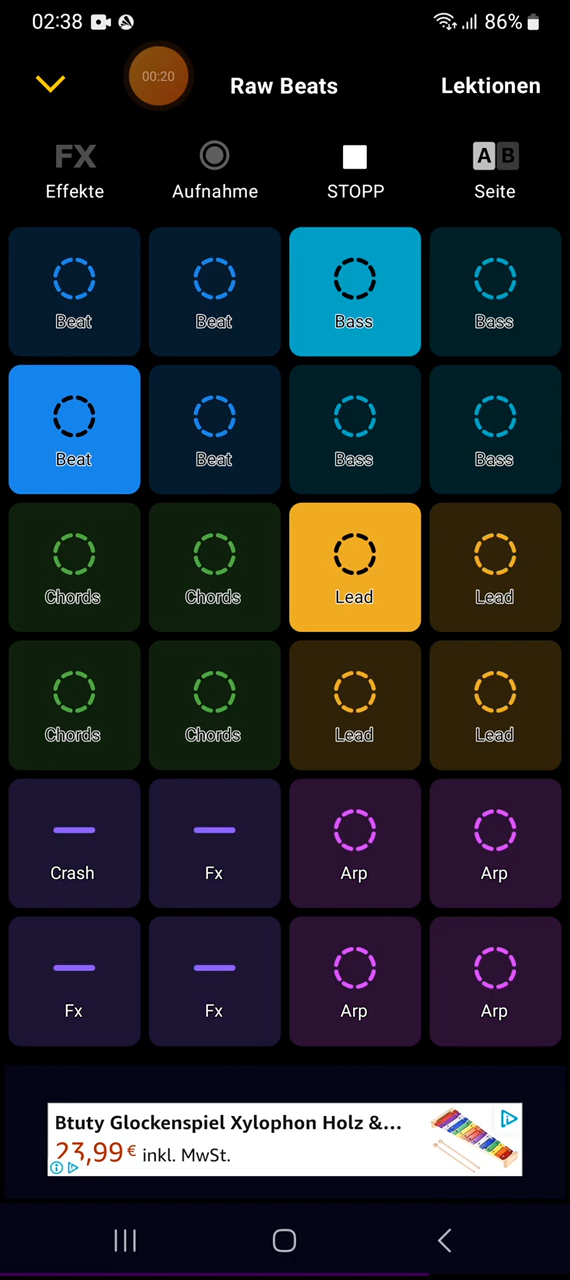 02:38 86%
00:20 Raw Beats Lektionen
FX A B
Effekte Aufnahme STOPP Seite
Beat Beat Bass Bass
Beat Beat Bass Bass
Chords Chords Lead Lead
Chords Chords Lead Lead
Crash Fx Arp Arp
Fx Fx Arp Arp
Btuty Glockenspiel Xylophon Holz &...
23,99 € inkl. MwSt.